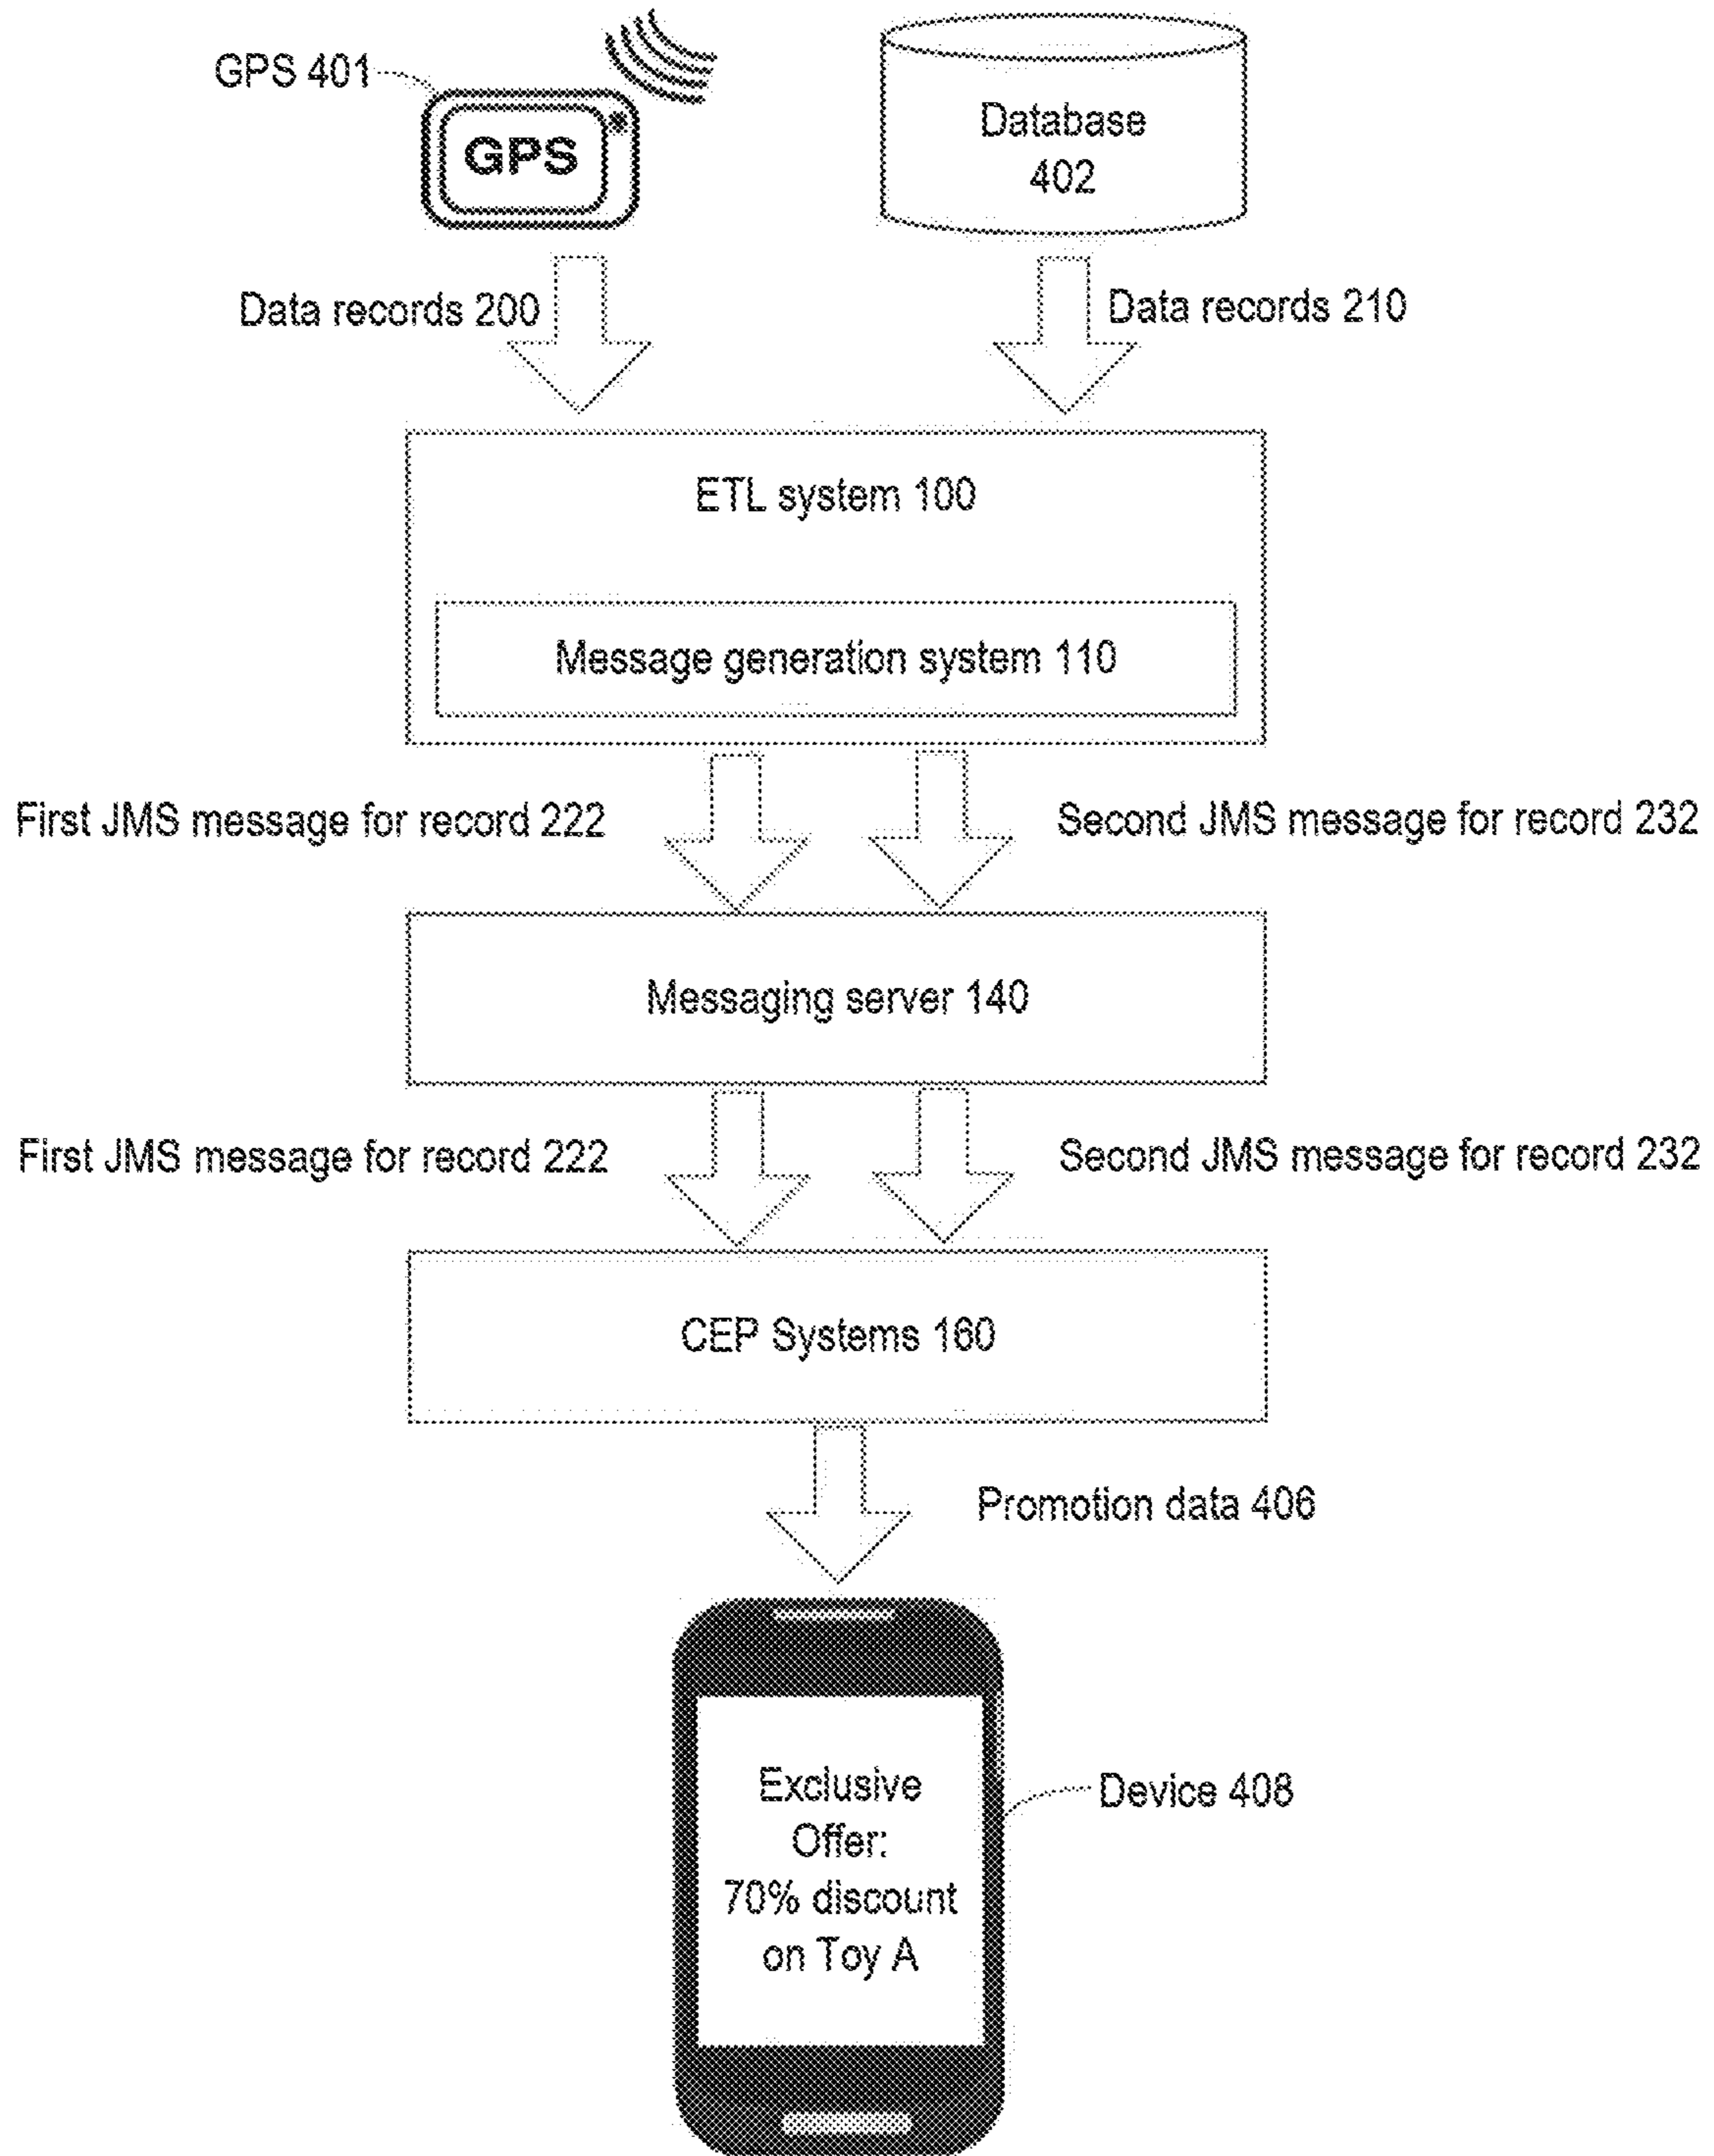 GPS 401
GPS
Database
402
Data records 200
Data records 210
ETL system 100
Message generation system 110
First JMS message for record 222
Second JMS message for record 232
Messaging server 140
First JMS message for record 222
Second JMS message for record 232
CEP Systems 160
Promotion data 406
Exclusive
Offer:
70% discount
on Toy A
Device 408